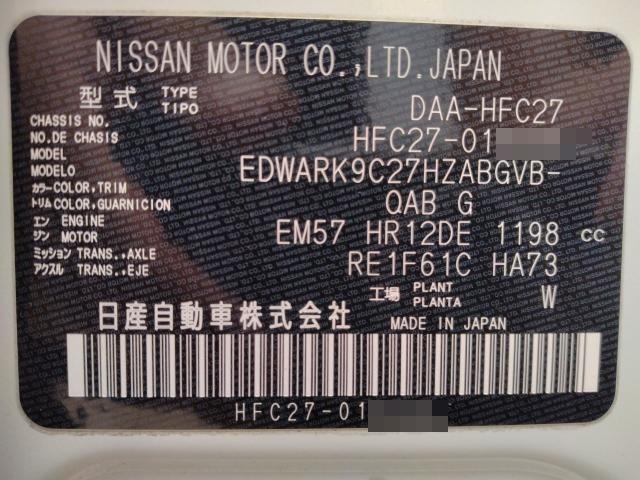 NISSAN MOTOR CO.,LTD.JAPAN
型式 TYPE TIPO DAA-HFC27
CHASSIS NO.
NO.DE CHASIS HFC27-01
MODEL
MODELO EDWARK9C27HZABGVB-
カラー COLOR,TRIM
トリム COLOR,GUARNICION QAB G
エン ENGINE
ジン MOTOR EM57 HR12DE 1198 CC
ミッション TRANS.,AXLE
アクスル TRANS.,EJE RE1F61C HA73
工場 PLANT PLANTA W
日産自動車株式会社 MADE IN JAPAN
HFC27-01